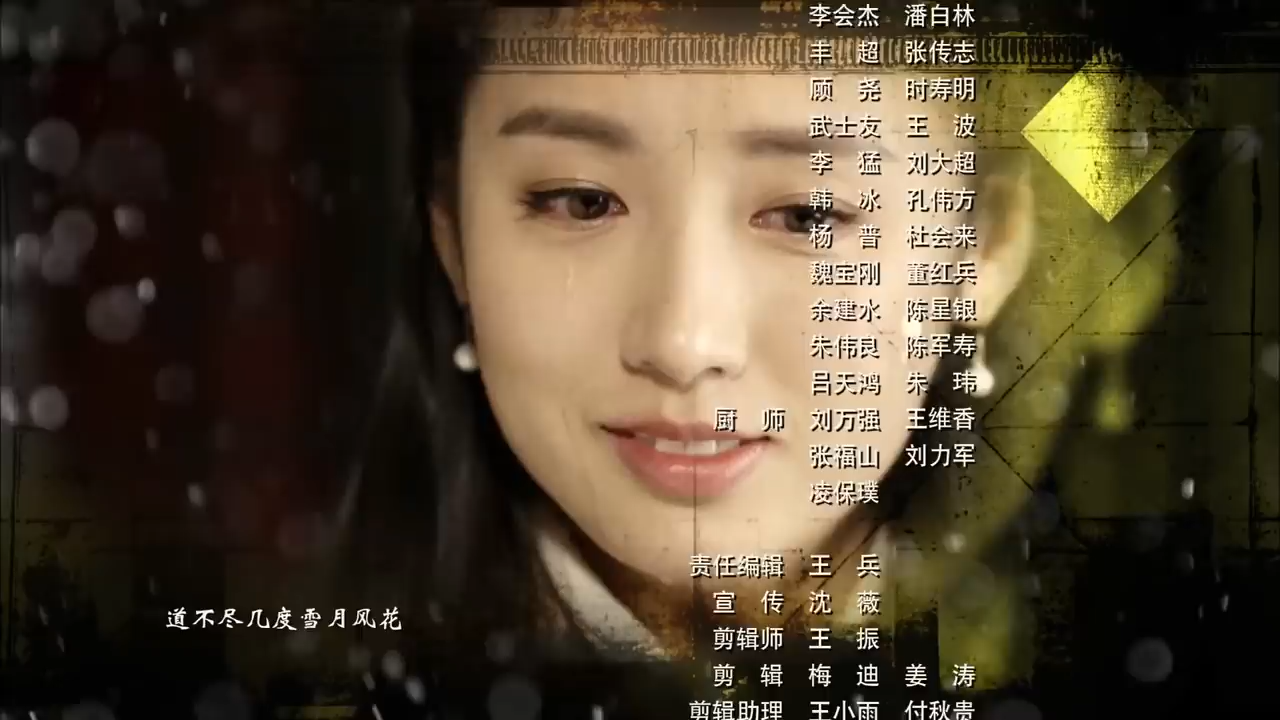 李会杰 潘白林
丰 超 张传志
顾 尧 时寿明
武士友 王 波
李 猛 刘大超
韩 冰 孔伟方
杨 普 杜会来
魏宝刚 董红兵
余建水 陈星银
朱伟良 陈军寿
吕天鸿 朱 玮
厨 师 刘万强 王维香
张福山 刘力军
凌保璞
责任编辑 王 兵
宣 传 沈 薇
道不尽几度雪月风花
剪辑师 王 振
剪 辑 梅 迪 姜 涛
剪辑助理 王小雨 付秋贵